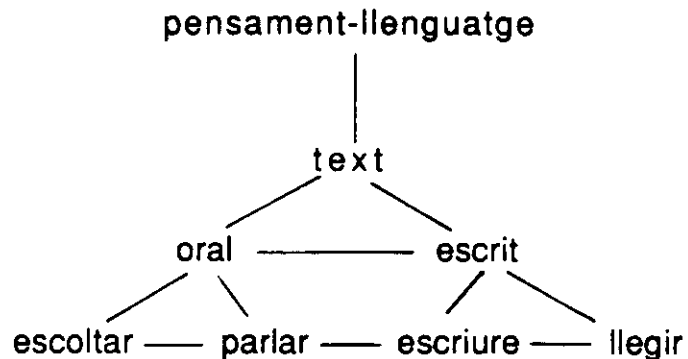 pensament-llenguatge
text
oral escrit
escoltar parlar escriure llegir